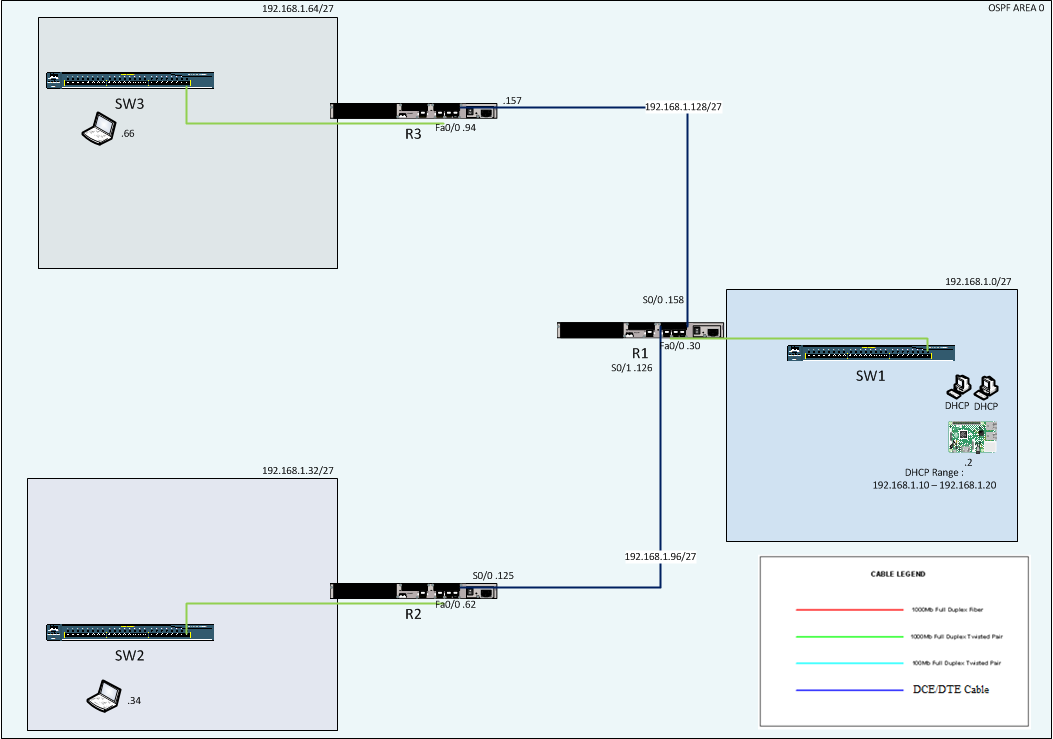 192.168.1.64/27
OSPF AREA 0
SW3
.66
R3
Fa0/0 .94
.157
192.168.1.128/27
192.168.1.0/27
S0/0 .158
R1
Fa0/0 .30
S0/1 .126
SW1
DHCP
DHCP
.2
DHCP Range :
192.168.1.10 – 192.168.1.20
192.168.1.32/27
192.168.1.96/27
S0/0 .125
R2
Fa0/0 .62
SW2
.34
CABLE LEGEND
1000Mb Full Duplex Fiber
1000Mb Full Duplex Twisted Pair
100Mb Full Duplex Twisted Pair
DCE/DTE Cable